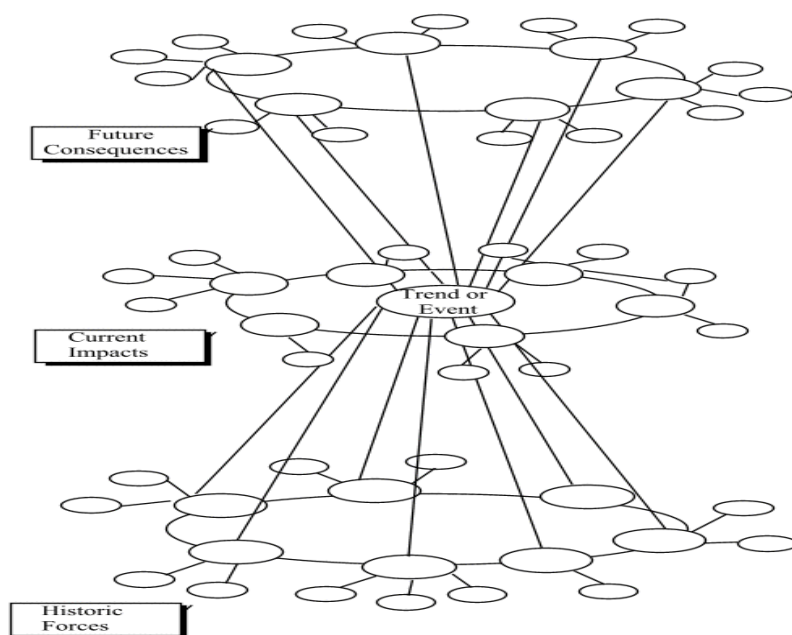 Future
Consequences
Trend or
Event
Current
Impacts
Historic
Forces